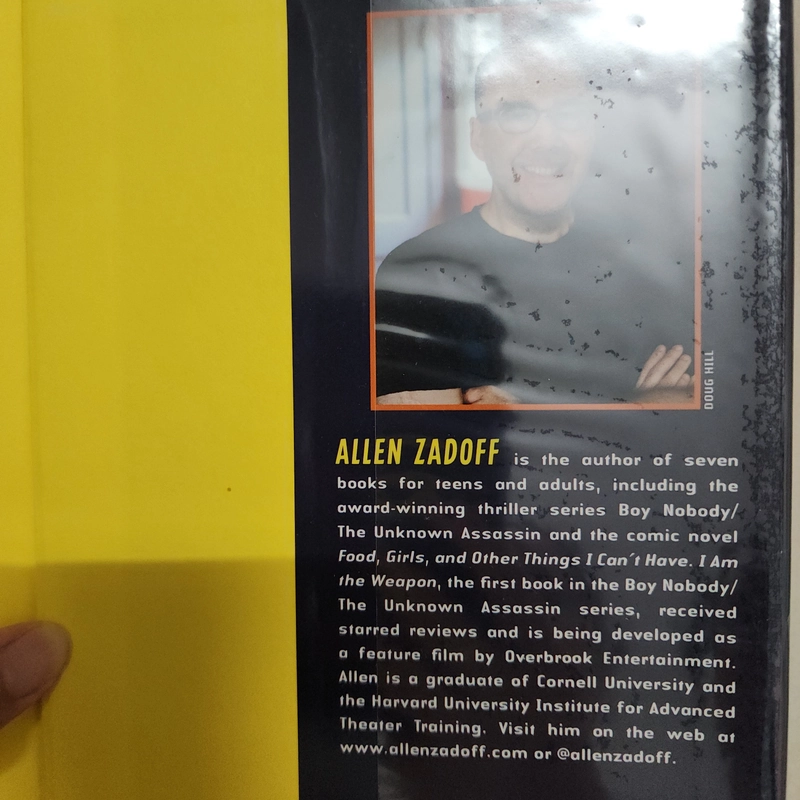 DOUG HILL
ALLEN ZADOFF is the author of seven
books for teens and adults, including the
award-winning thriller series Boy Nobody/
The Unknown Assassin and the comic novel
Food, Girls, and Other Things I Can't Have. I Am
the Weapon, the first book in the Boy Nobody/
The Unknown Assassin series, received
starred reviews and is being developed as
a feature film by Overbrook Entertainment.
Allen is a graduate of Cornell University and
the Harvard University Institute for Advanced
Theater Training. Visit him on the web at
www.allenzadoff.com or @allenzadoff.